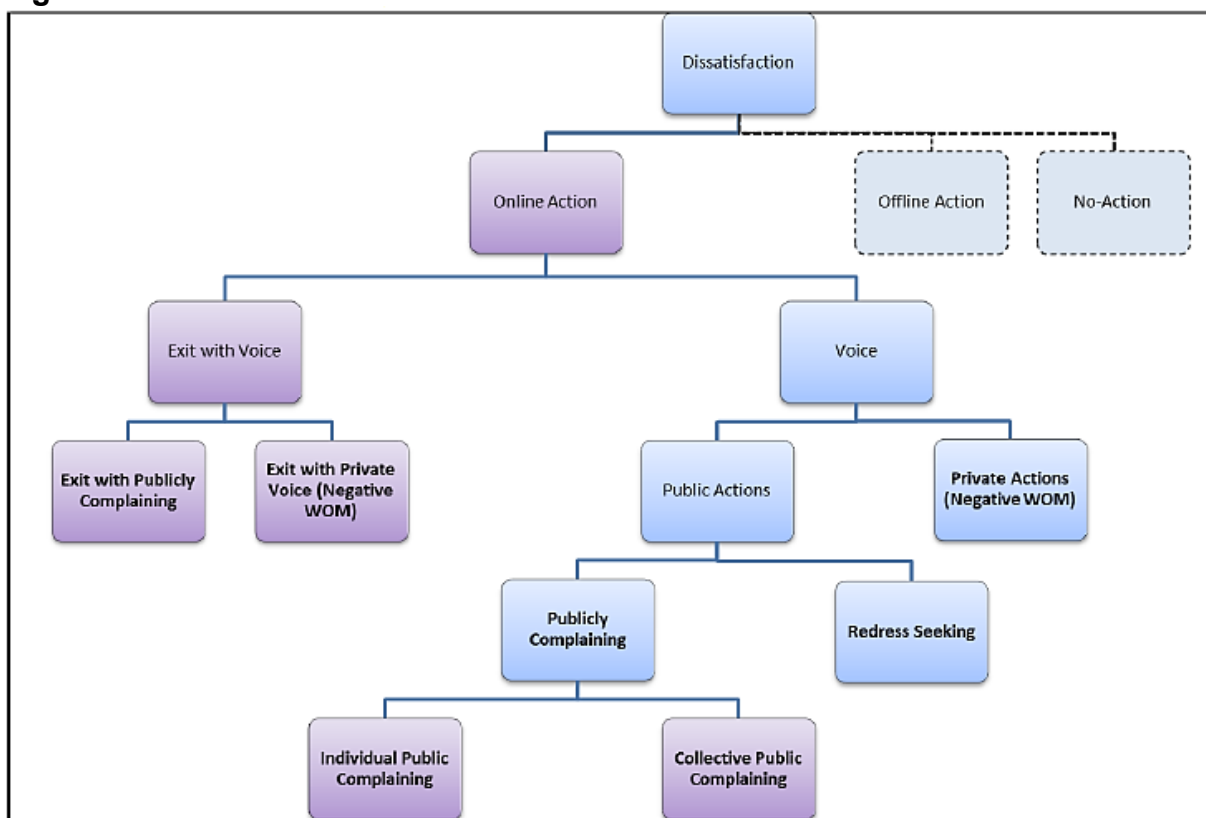 Dissatisfaction
Online Action
Offline Action
No-Action
Exit with Voice
Voice
Exit with Publicly
Complaining
Exit with Private
Voice (Negative
WOM)
Public Actions
Private Actions
(Negative WOM)
Publicly
Complaining
Redress Seeking
Individual Public
Complaining
Collective Public
Complaining